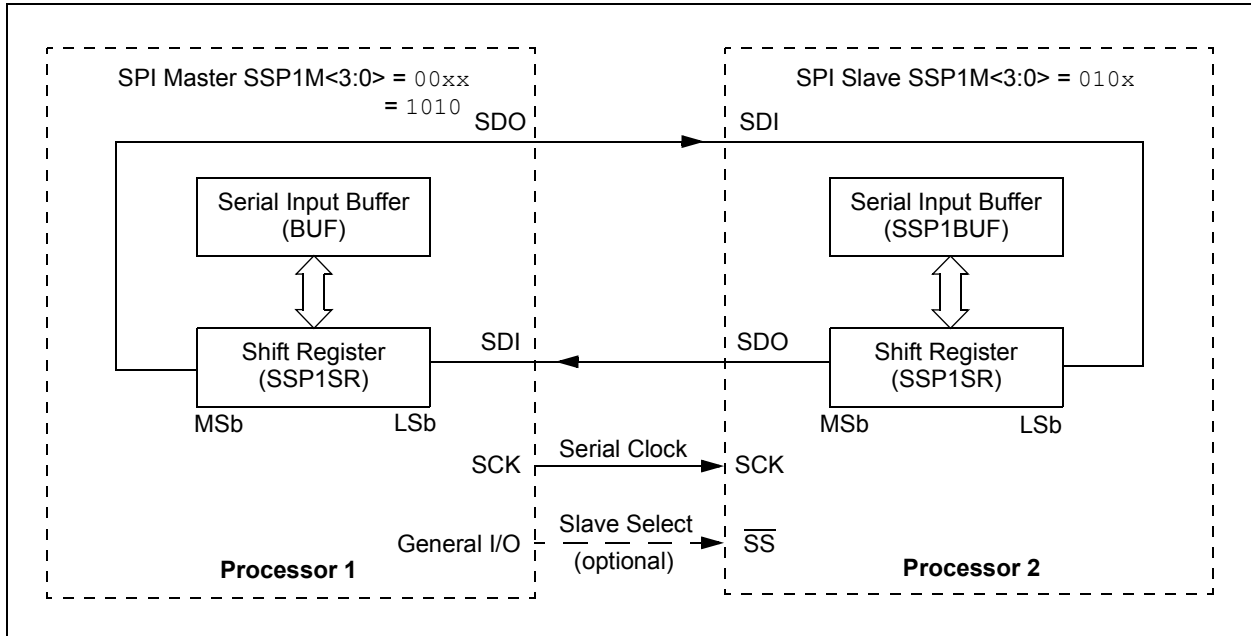 SPI Master SSP1M<3:0> = 00xx
= 1010
SPI Slave SSP1M<3:0> = 010x
SDO
SDI
Serial Input Buffer
(BUF)
Serial Input Buffer
(SSP1BUF)
Shift Register
(SSP1SR)
SDI
SDO
Shift Register
(SSP1SR)
MSb
LSb
MSb
LSb
SCK
Serial Clock
SCK
General I/O
Slave Select
(optional)
SS
Processor 1
Processor 2